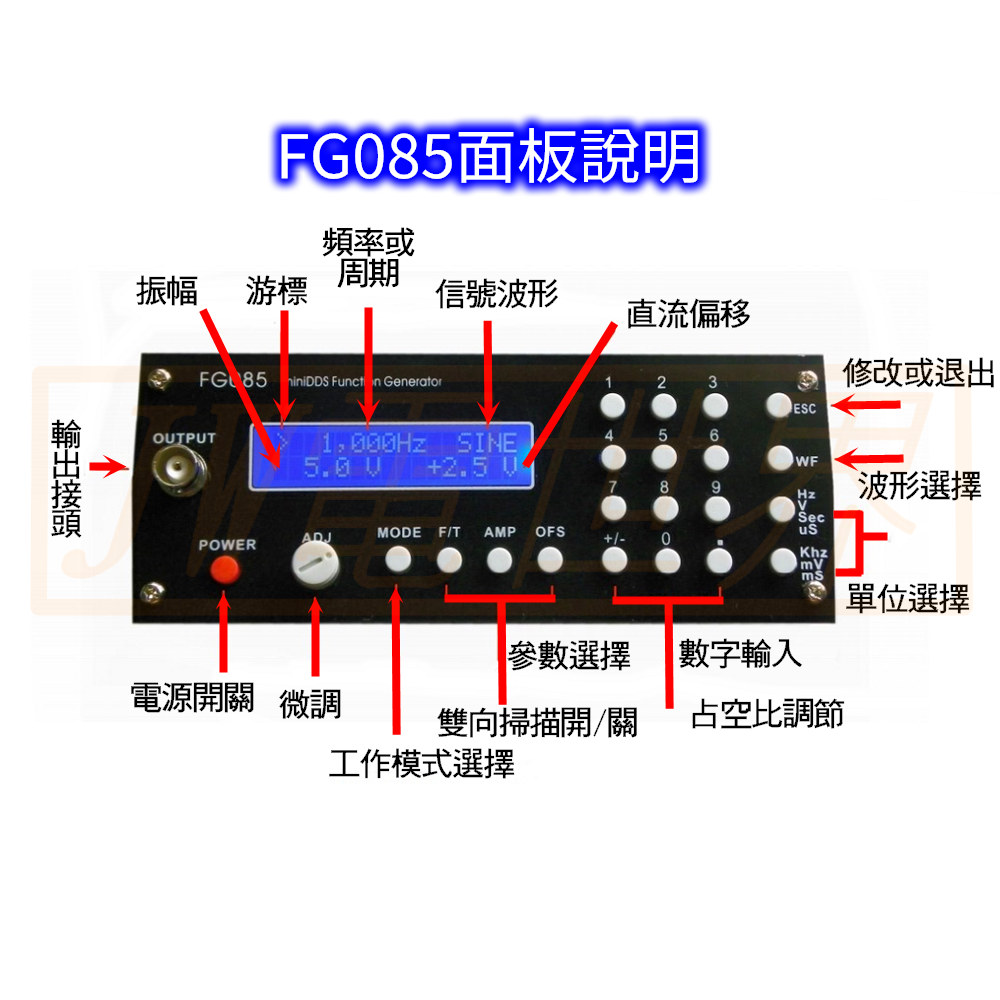 FG085面板說明
頻率或
周期
振幅
游標
信號波形
直流偏移
修改或退出
FG085 miniDDS Function Generator
1 2 3
ESC
輸出接頭
OUTPUT
> 1,000Hz SINE
5.0 V +2.5 V
4 5 6
WF
波形選擇
7 8 9
Hz
V
Sec
uS
POWER
ADJ
MODE F/T AMP OFS
+/- 0 .
Khz
mV
mS
單位選擇
參數選擇
數字輸入
電源開關
微調
雙向掃描開/關
占空比調節
工作模式選擇
JW電世界